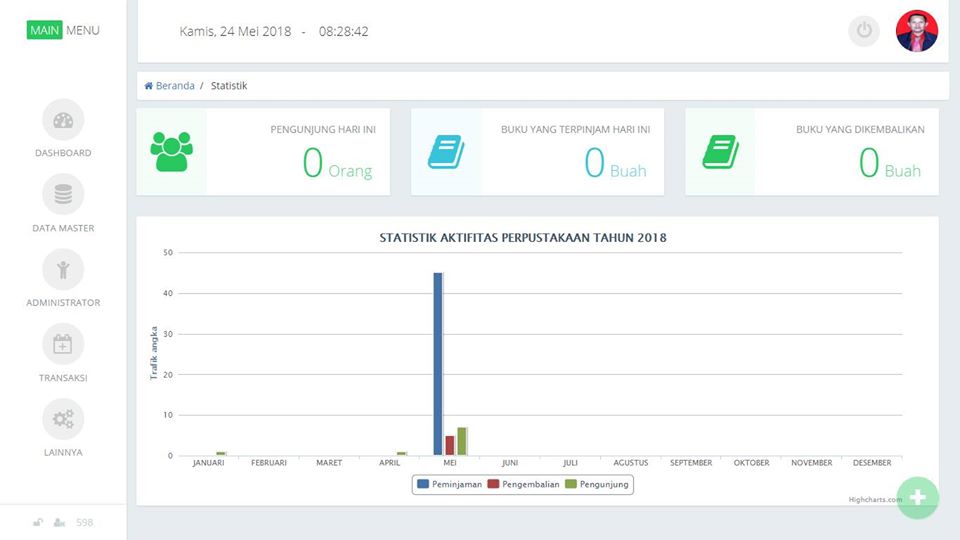 MAIN MENU
Kamis, 24 Mei 2018 - 08:28:42
Beranda / Statistik
DASHBOARD
DATA MASTER
ADMINISTRATOR
TRANSAKSI
LAINNYA
598
PENGUNJUNG HARI INI
0 Orang
BUKU YANG TERPINJAM HARI INI
0 Buah
BUKU YANG DIKEMBALIKAN
0 Buah
STATISTIK AKTIFITAS PERPUSTAKAAN TAHUN 2018
Trafik angka
50
40
30
20
10
0
JANUARI FEBRUARI MARET APRIL MEI JUNI JULI AGUSTUS SEPTEMBER OKTOBER NOVEMBER DESEMBER
Peminjaman Pengembalian Pengunjung
Highcharts.com